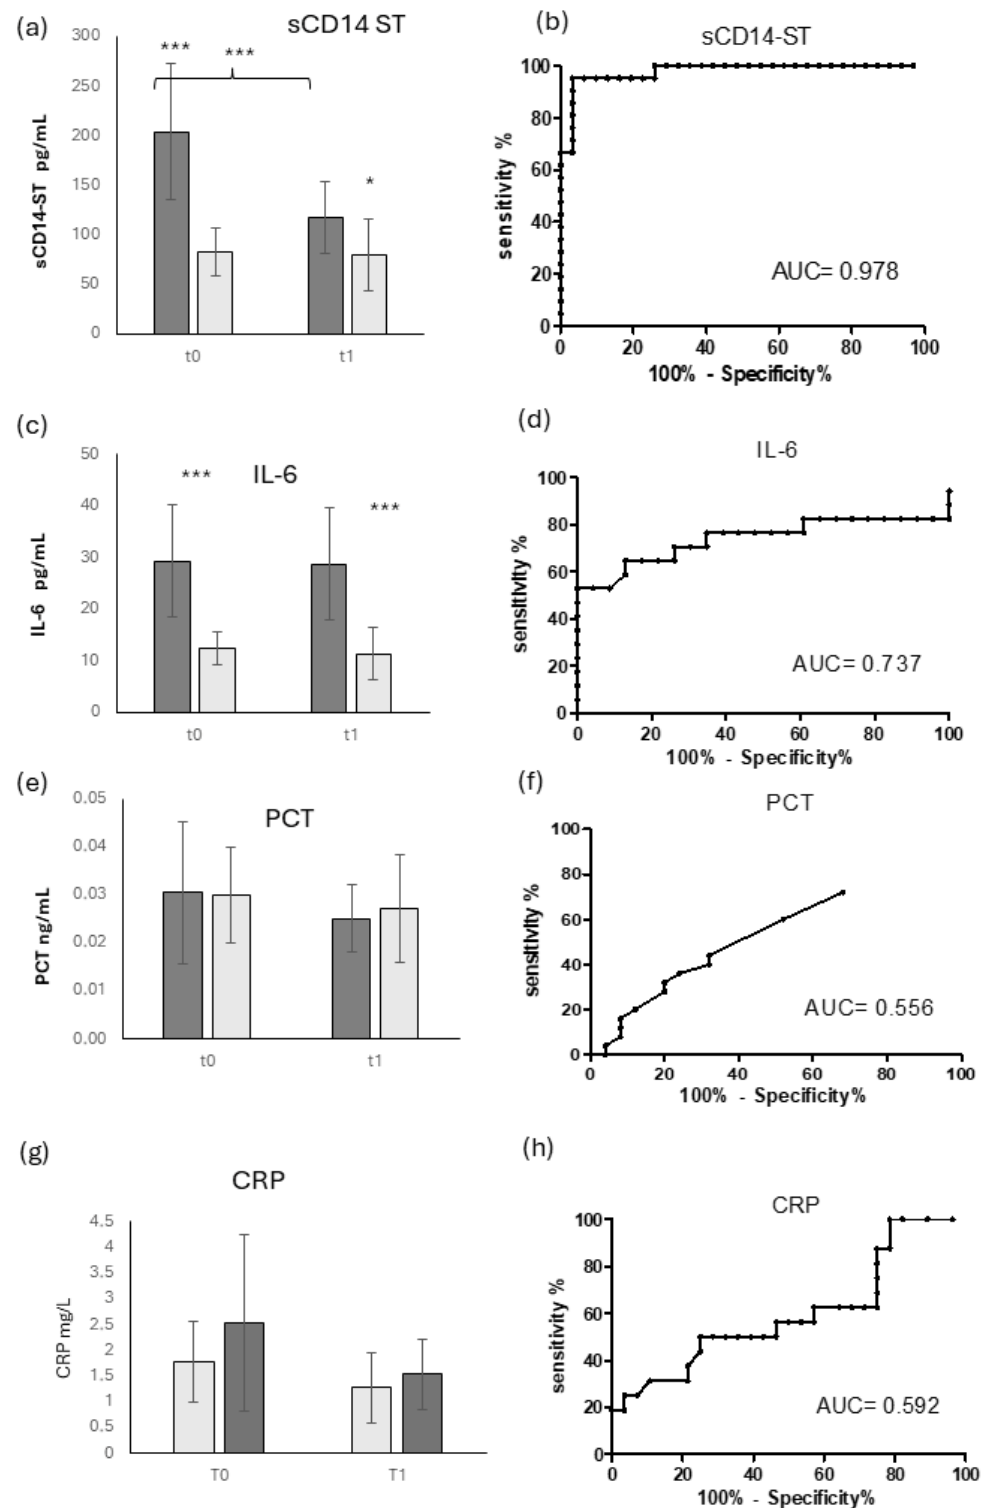 (a)
sCD14 ST
300
250
200
150
100
50
0
sCD14-ST pg/mL
***
***
*
t0
t1
(b)
sCD14-ST
100
80
60
40
20
0
sensitivity %
AUC= 0.978
0 20 40 60 80 100
100% - Specificity%
(c)
IL-6
50
40
30
20
10
0
IL-6 pg/mL
***
***
t0
t1
(d)
IL-6
100
80
60
40
20
0
sensitivity %
AUC= 0.737
0 20 40 60 80 100
100% - Specificity%
(e)
PCT
0.05
0.04
0.03
0.02
0.01
0.00
PCT ng/mL
t0
t1
(f)
PCT
100
80
60
40
20
0
sensitivity %
AUC= 0.556
0 20 40 60 80 100
100% - Specificity%
(g)
CRP
4.5
4
3.5
3
2.5
2
1.5
1
0.5
0
CRP mg/L
T0
T1
(h)
CRP
100
80
60
40
20
0
sensitivity %
AUC= 0.592
0 20 40 60 80 100
100% - Specificity%